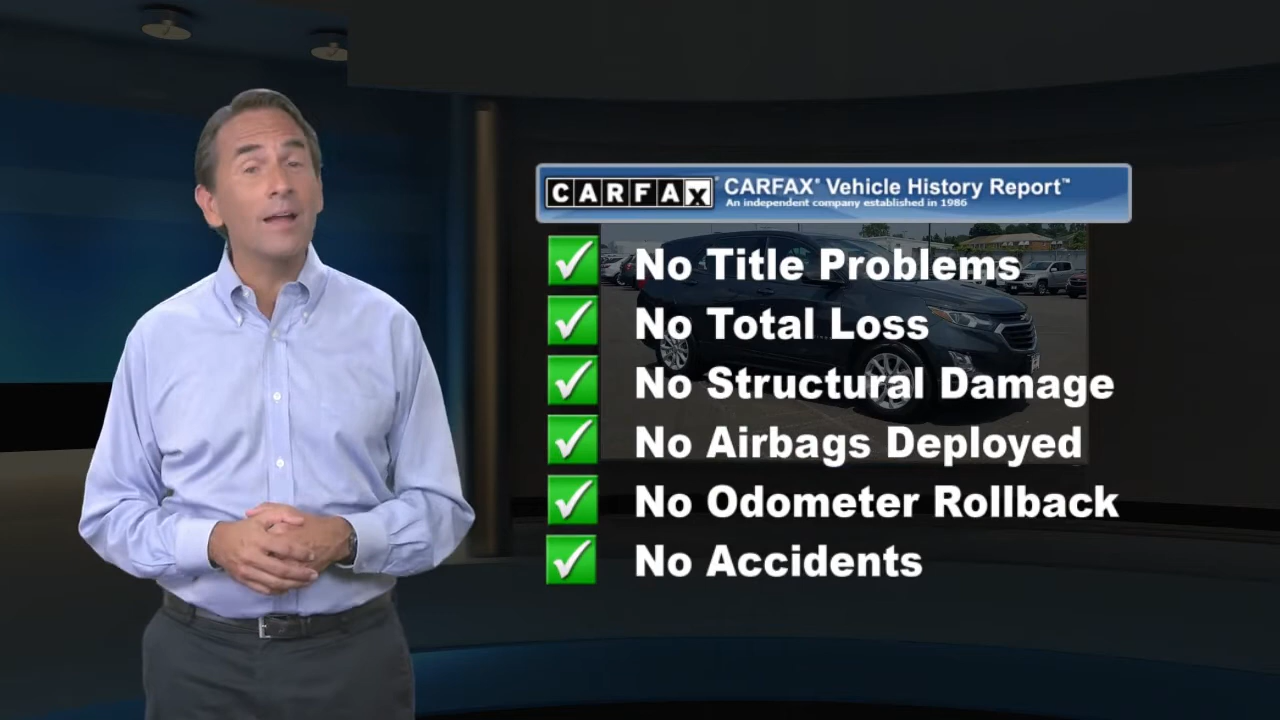 CARFAX® CARFAX® Vehicle History Report™
An independent company established in 1986
No Title Problems
No Total Loss
No Structural Damage
No Airbags Deployed
No Odometer Rollback
No Accidents